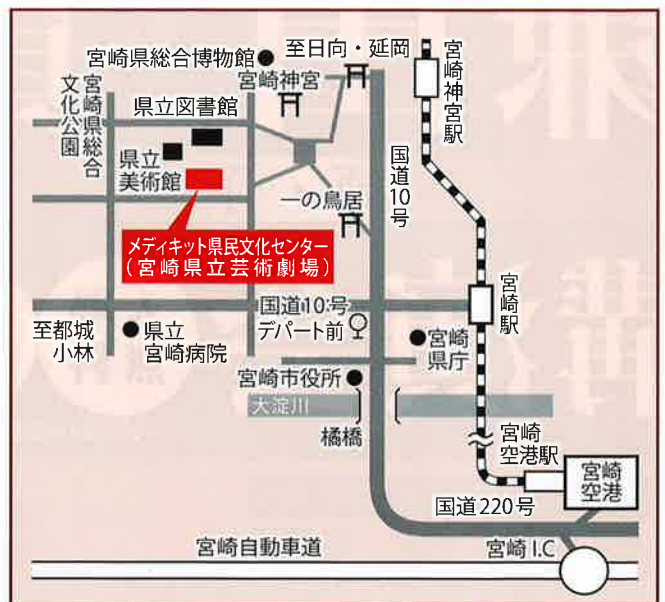 宮崎県総合博物館
至日向・延岡
宮崎神宮
宮崎神宮駅
宮崎県総合
文化公園
県立図書館
県立
美術館
国道10号
一の鳥居
メディキット県民文化センター
(宮崎県立芸術劇場)
国道10号
デパート前
宮崎駅
至都城
小林
県立
宮崎病院
宮崎
県庁
宮崎市役所
大淀川
橘橋
宮崎
空港駅
宮崎
空港
国道220号
宮崎自動車道
宮崎I.C